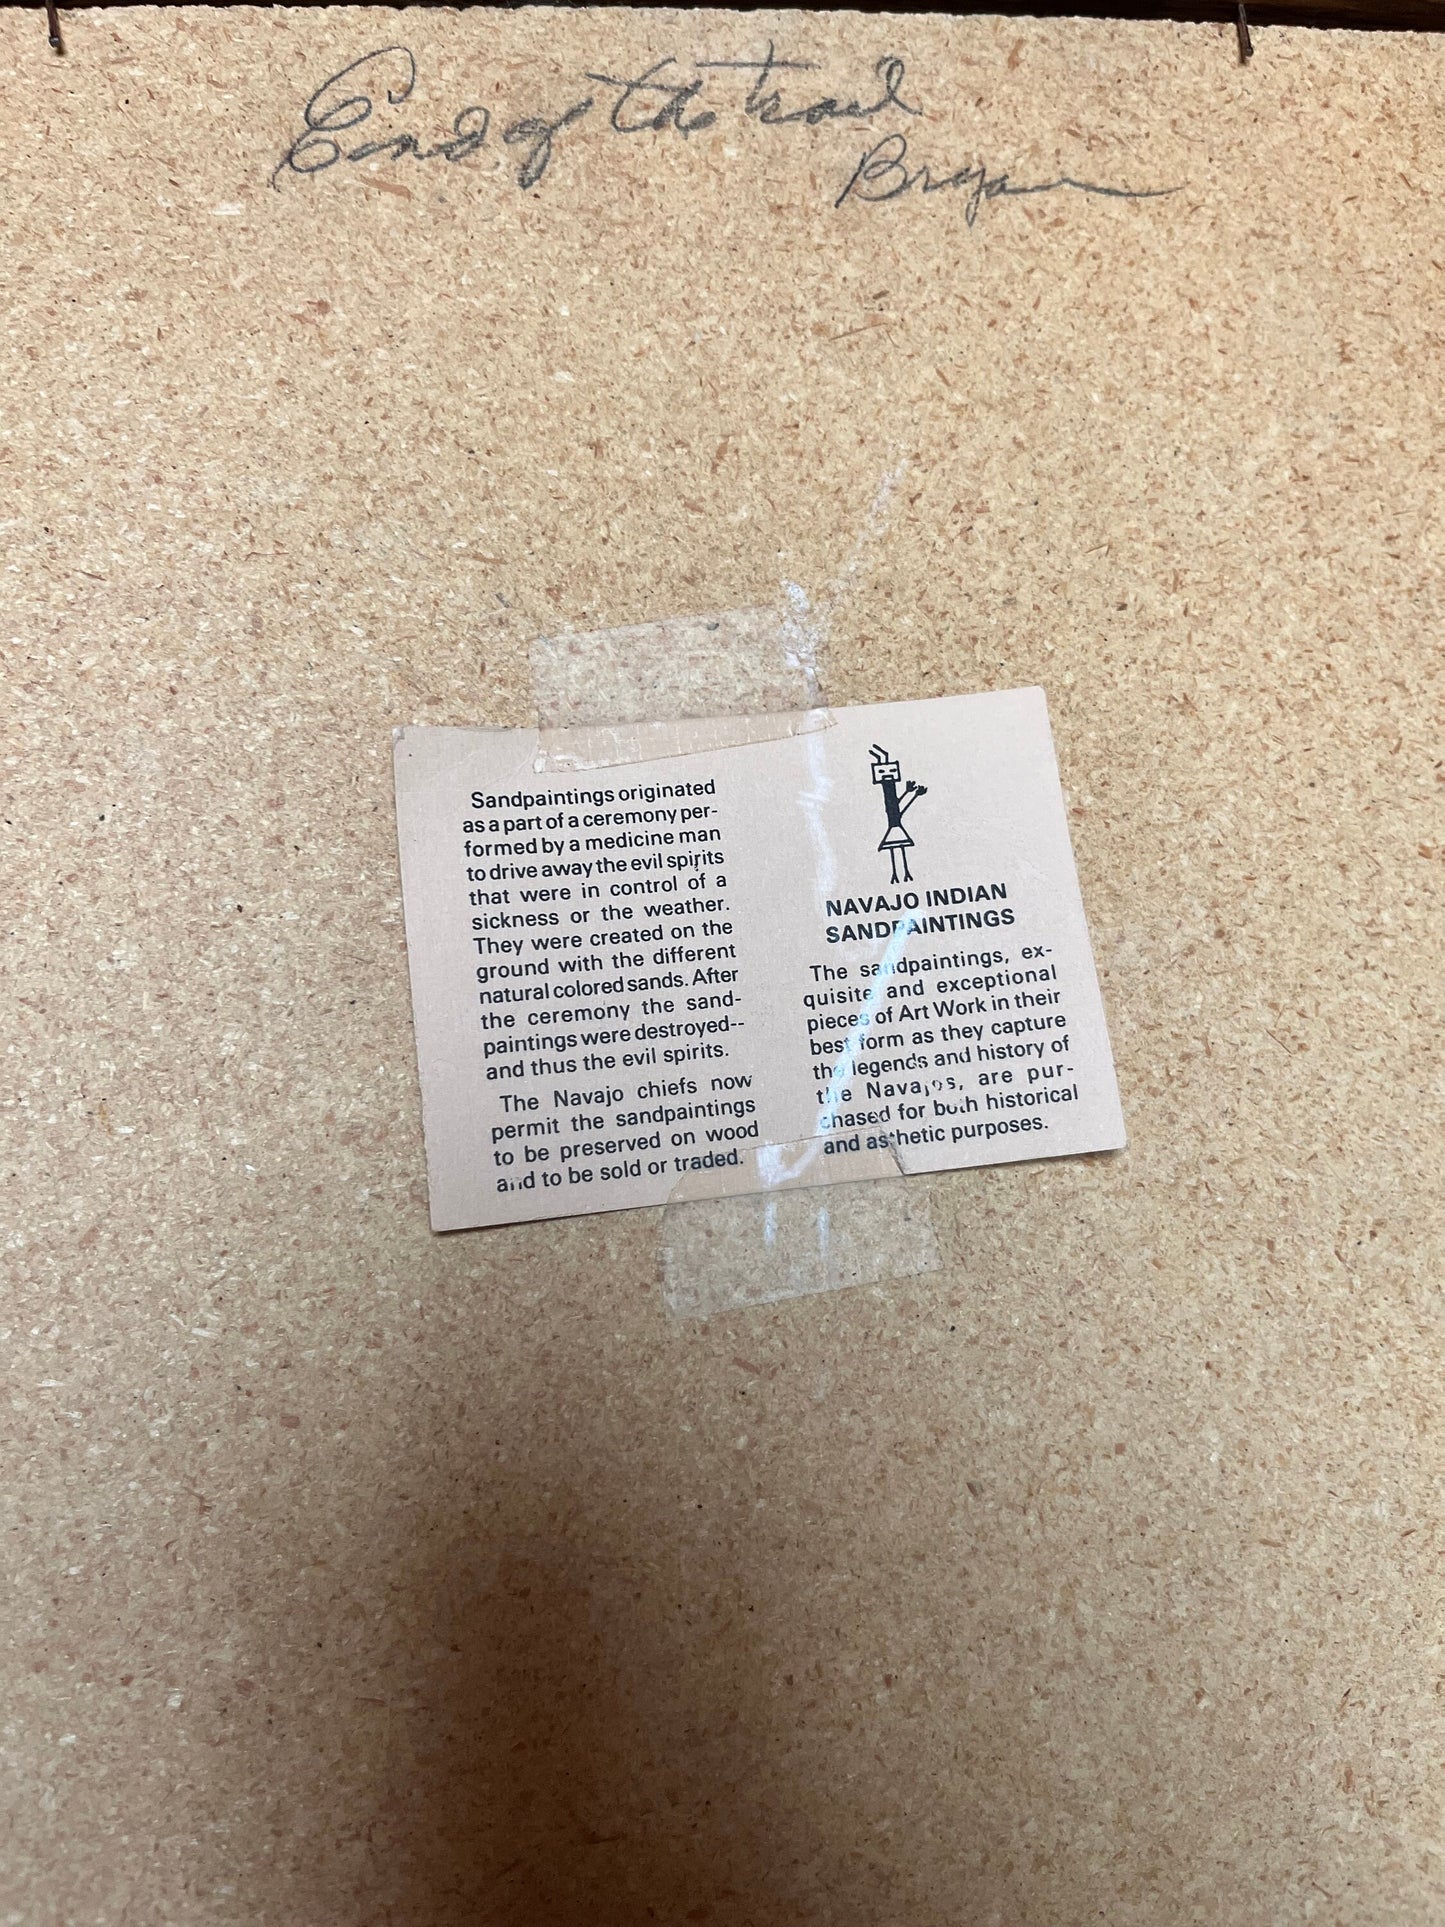 End of the trail
Bryan
Sandpaintings originated
as a part of a ceremony per-
formed by a medicine man
to drive away the evil spirits
that were in control of a
sickness or the weather.
They were created on the
ground with the different
natural colored sands. After
the ceremony the sand-
paintings were destroyed--
and thus the evil spirits.
The Navajo chiefs now
permit the sandpaintings
to be preserved on wood
and to be sold or traded.
NAVAJO INDIAN
SANDPAINTINGS
The sandpaintings, ex-
quisite and exceptional
pieces of Art Work in their
best form as they capture
the legends and history of
the Navajos, are pur-
chased for both historical
and asthetic purposes.